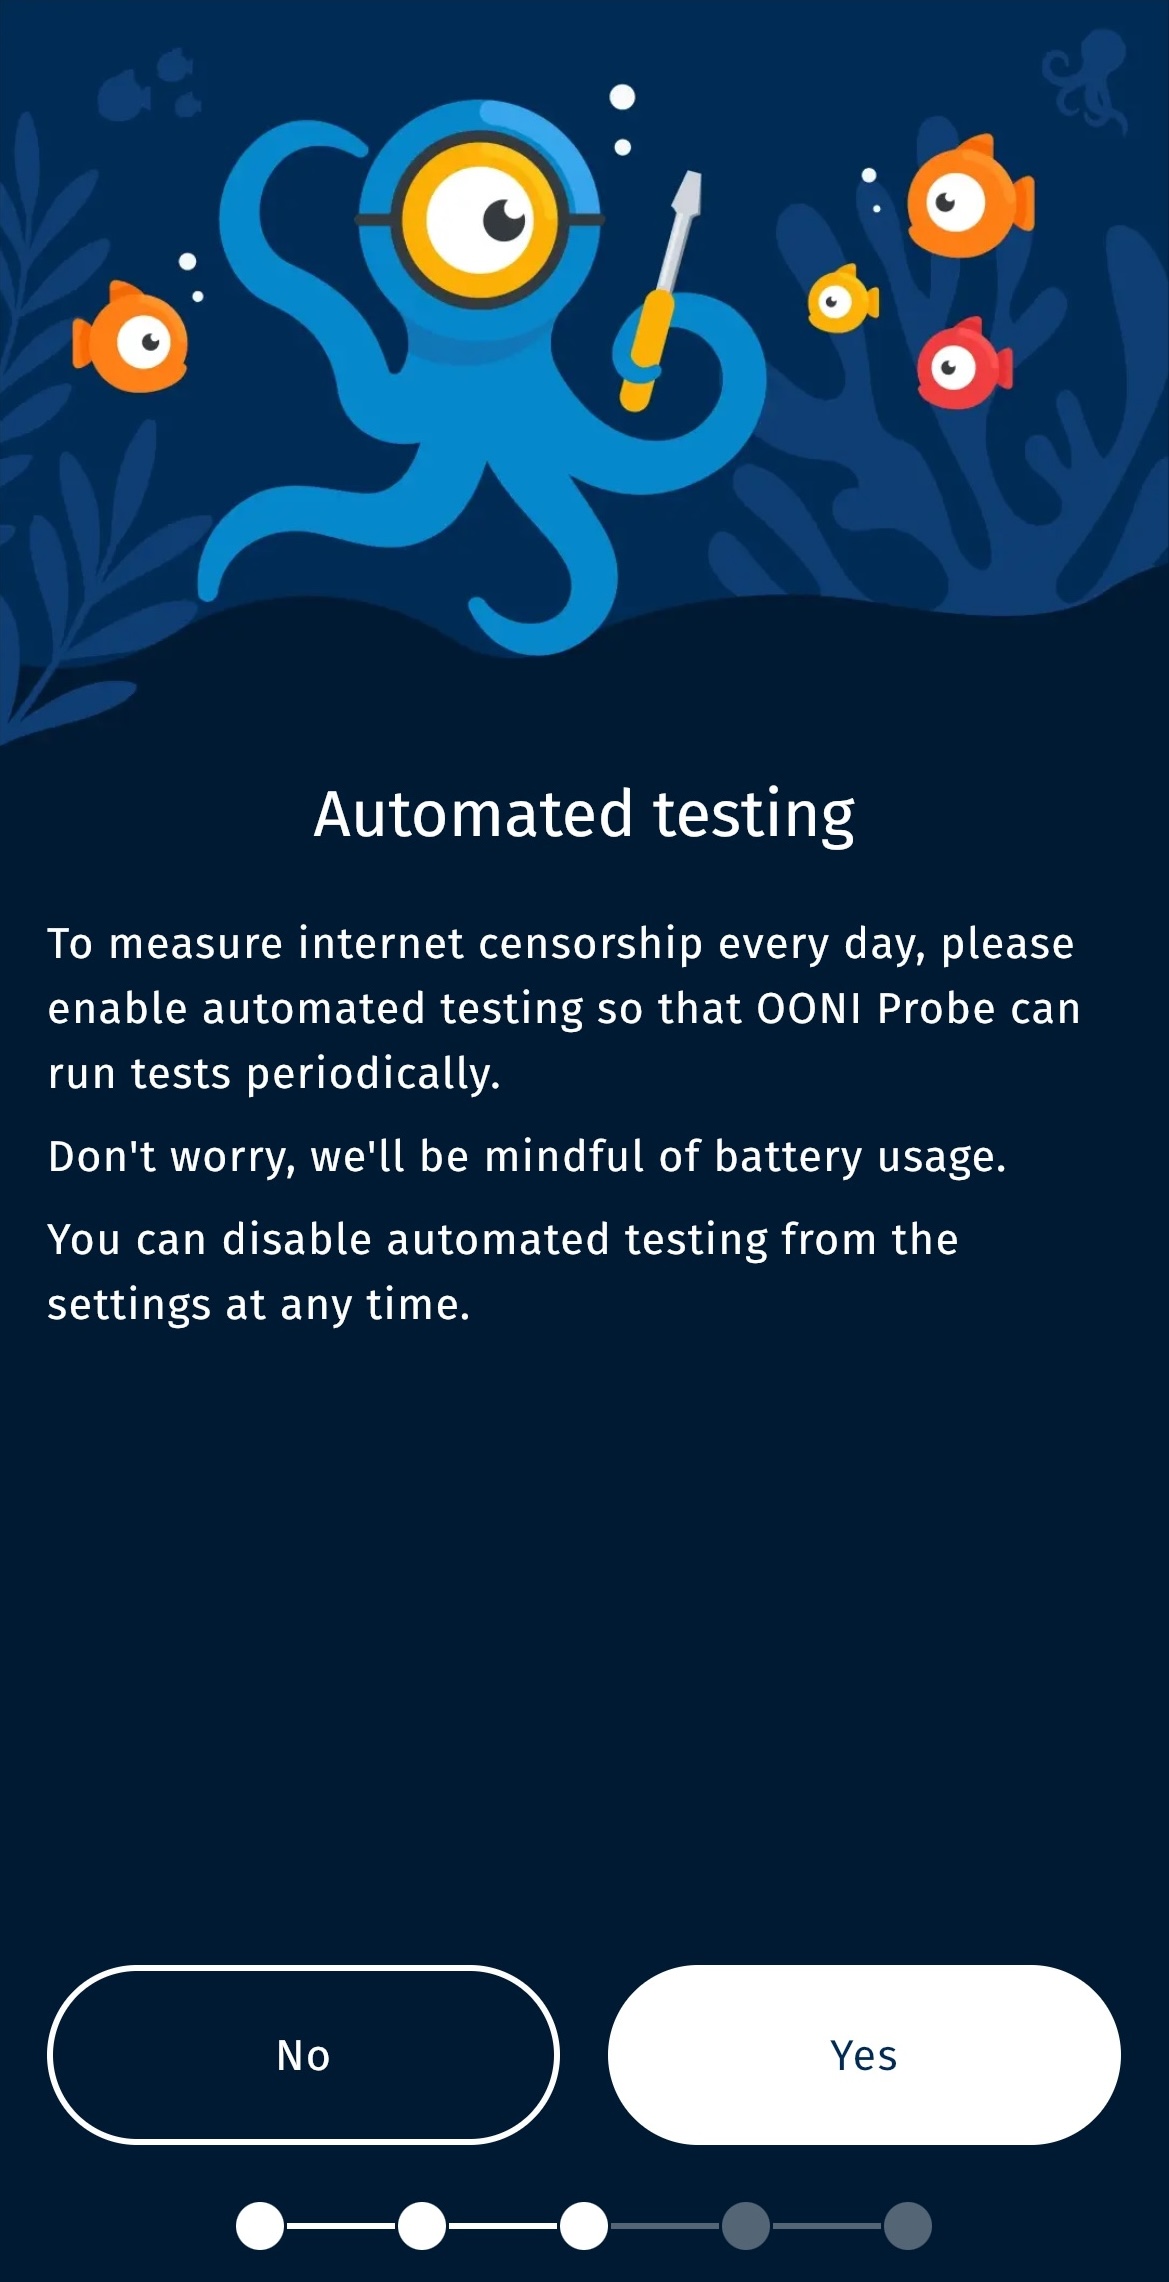 Automated testing
To measure internet censorship every day, please
enable automated testing so that OONI Probe can
run tests periodically.
Don't worry, we'll be mindful of battery usage.
You can disable automated testing from the
settings at any time.
No
Yes